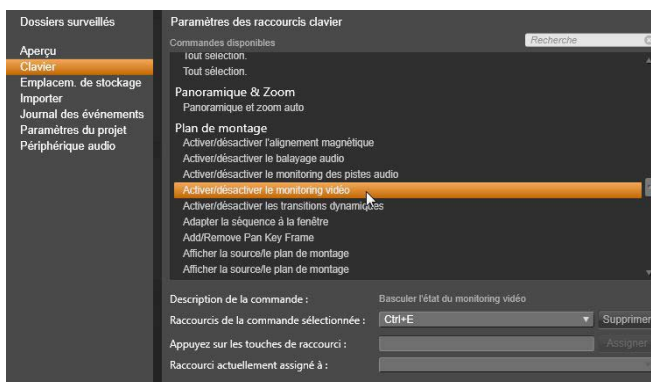 Dossiers surveillés
Aperçu
Clavier
Emplacem. de stockage
Importer
Journal des événements
Paramètres du projet
Périphérique audio
Paramètres des raccourcis clavier
Commandes disponibles
Recherche
Tout sélection.
Tout sélection.
Panoramique & Zoom
Panoramique et zoom auto
Plan de montage
Activer/désactiver l'alignement magnétique
Activer/désactiver le balayage audio
Activer/désactiver le monitoring des pistes audio
Activer/désactiver le monitoring vidéo
Activer/désactiver les transitions dynamiques
Adapter la séquence à la fenêtre
Add/Remove Pan Key Frame
Afficher la source/le plan de montage
Afficher la source/le plan de montage
Description de la commande : Basculer l'état du monitoring vidéo
Raccourcis de la commande sélectionnée : Ctrl+E Supprimer
Appuyez sur les touches de raccourci : Assigner
Raccourci actuellement assigné à :